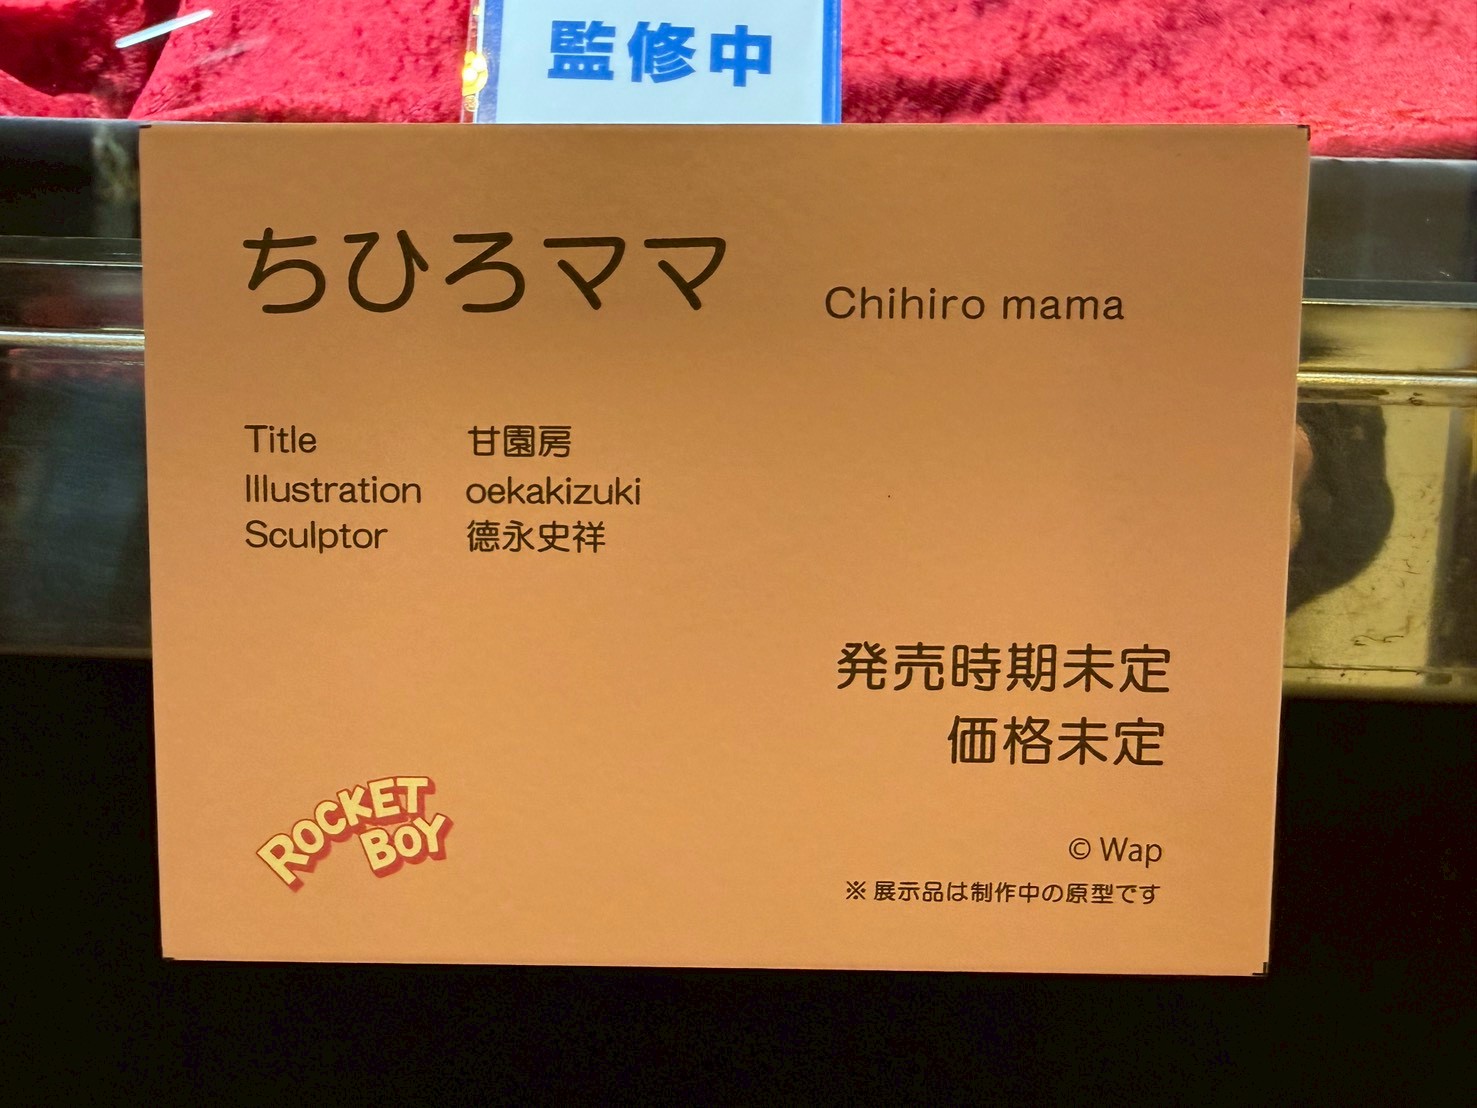 監修中
ちひろママ Chihiro mama
Title 甘園房
Illustration oekakizuki
Sculptor 德永史祥
発売時期未定
価格未定
ROCKET
BOY
© Wap
※ 展示品は制作中の原型です